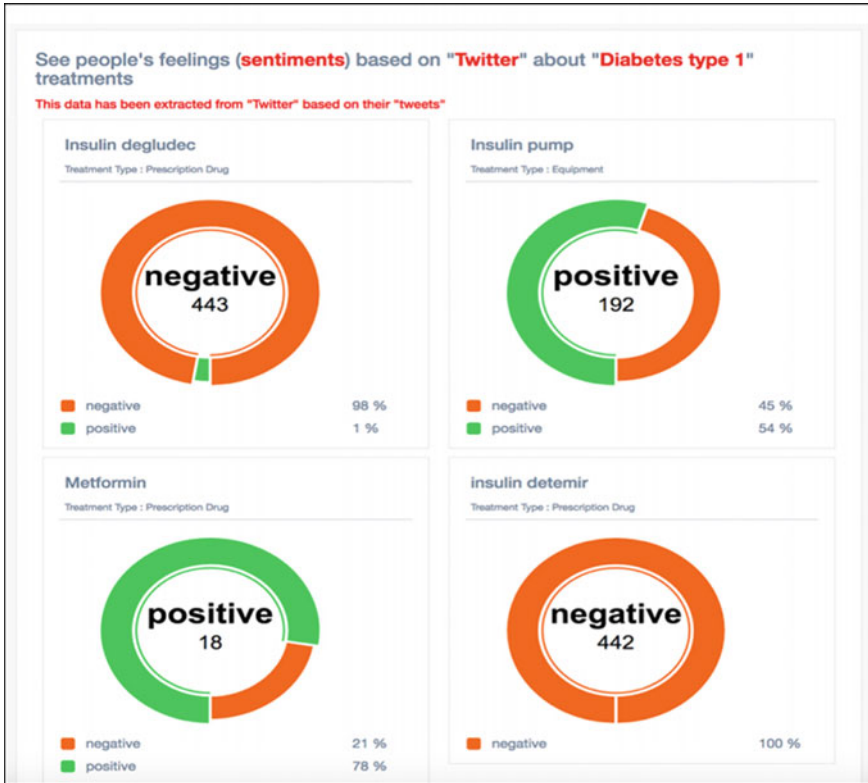 See people's feelings (sentiments) based on "Twitter" about "Diabetes type 1"
treatments
This data has been extracted from "Twitter" based on their "tweets"
Insulin degludec
Treatment Type : Prescription Drug
negative
443
negative 98 %
positive 1 %
Insulin pump
Treatment Type : Equipment
positive
192
negative 45 %
positive 54 %
Metformin
Treatment Type : Prescription Drug
positive
18
negative 21 %
positive 78 %
insulin detemir
Treatment Type : Prescription Drug
negative
442
negative 100 %